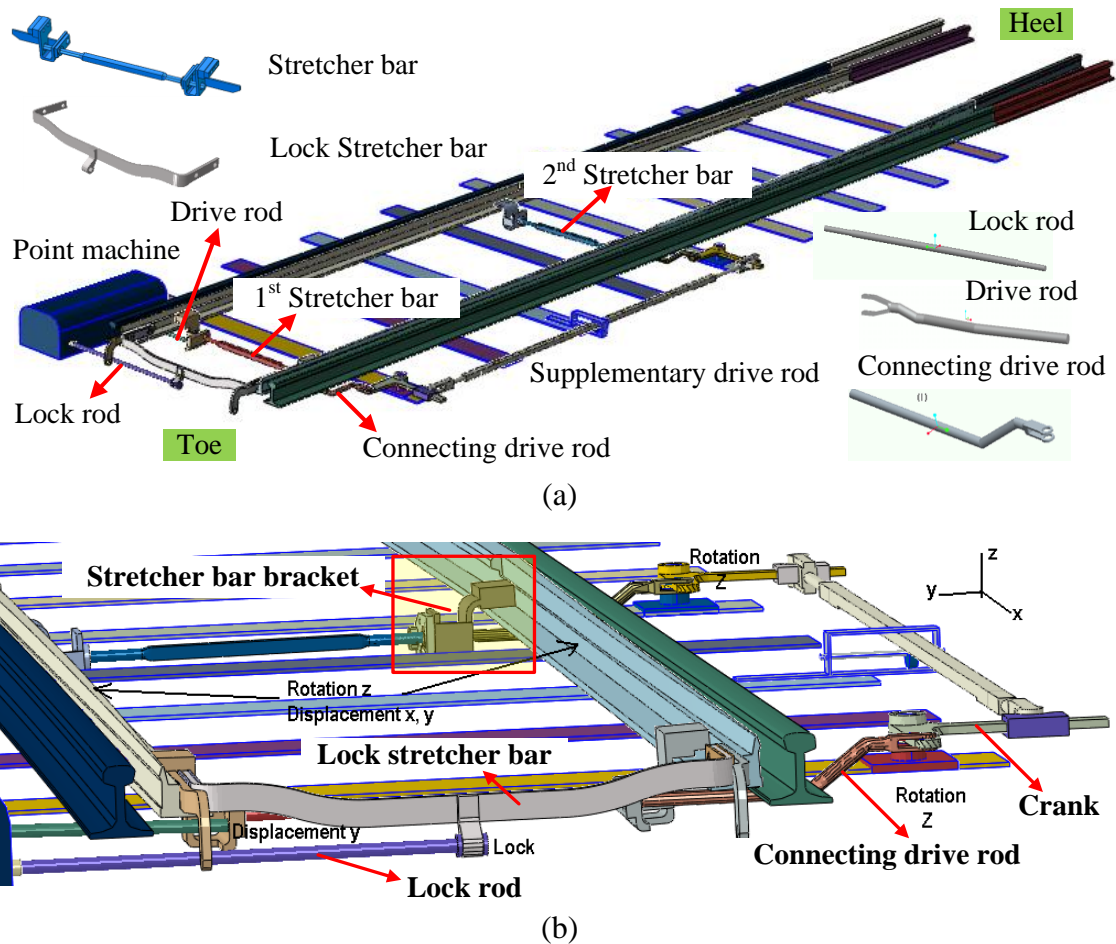 Heel
Stretcher bar
Lock Stretcher bar
2nd Stretcher bar
Drive rod
Point machine
Lock rod
1st Stretcher bar
Drive rod
Supplementary drive rod
Connecting drive rod
(I)
Lock rod
Toe
Connecting drive rod
(a)
Rotation
Z
z
y
x
Stretcher bar bracket
Rotation z
Displacement x, y
Lock stretcher bar
Rotation
Z
Crank
Displacement y
Lock
Connecting drive rod
Lock rod
(b)